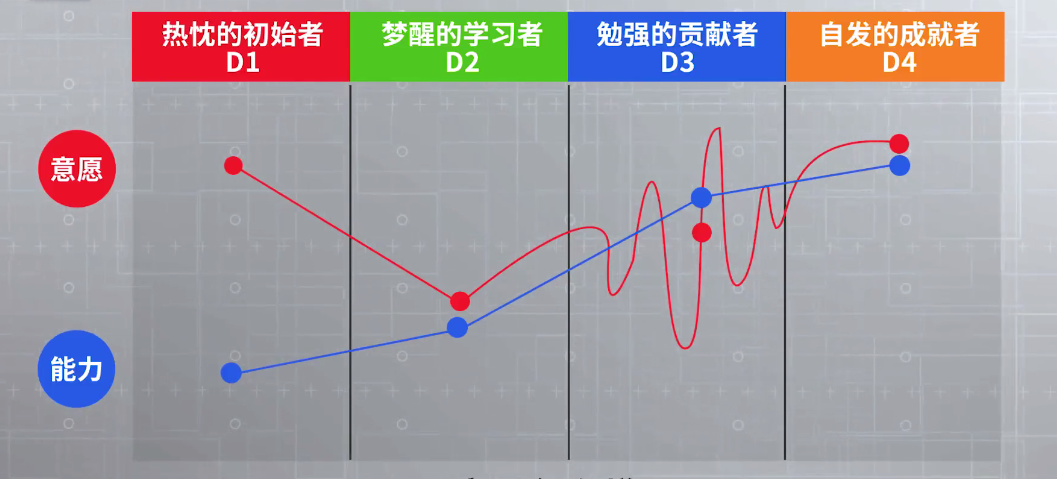 热忱的初始者
D1
梦醒的学习者
D2
勉强的贡献者
D3
自发的成就者
D4
意愿
能力